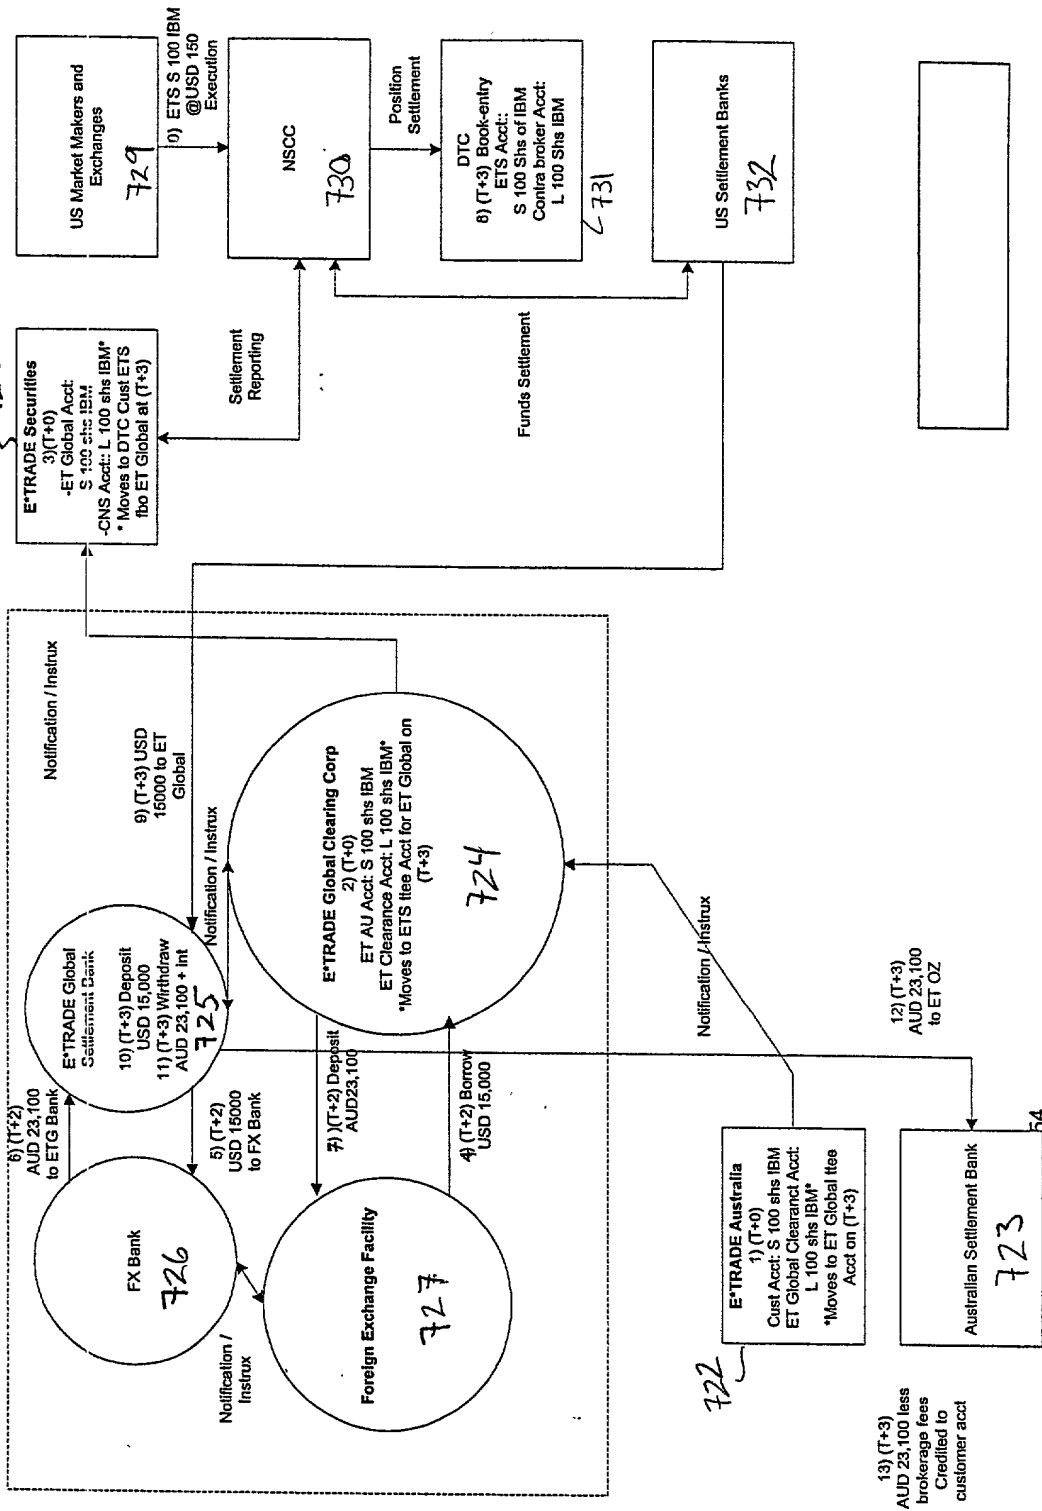 US Market Makers and
Exchanges
729
0) ETS S 100 IBM
@USD 150
Execution
NSCC
730
Position
Settlement
DTC
8) (T+3) Book-entry
ETS Acct::
S 100 Shs of IBM
Contra broker Acct:
L 100 Shs IBM
731
US Settlement Banks
732
E*TRADE Securities
3)(T+0)
-ET Global Acct:
S 100 shs IBM
-CNS Acct:: L 100 shs IBM*
* Moves to DTC Cust ETS
fbo ET Global at (T+3)
Settlement
Reporting
Funds Settlement
Notification / Instrux
9) (T+3) USD
15000 to ET
Global
Notification / Instrux
E*TRADE Global
Settlement Bank
10) (T+3) Deposit
USD 15,000
11) (T+3) Wirthdraw
AUD 23,100 + int
725
E*TRADE Global Clearing Corp
2) (T+0)
ET AU Acct: S 100 shs IBM
ET Clearance Acct: L 100 shs IBM*
*Moves to ETS ttee Acct for ET Global on
(T+3)
724
6) (T+2)
AUD 23,100
to ETG Bank
5) (T+2)
USD 15000
to FX Bank
7) )(T+2) Deposit
AUD23,100
4) (T+2) Borrow
USD 15,000
FX Bank
726
Notification /
Instrux
Foreign Exchange Facility
727
Notification / Instrux
12) (T+3)
AUD 23,100
to ET OZ
E*TRADE Australia
1) (T+0)
Cust Acct: S 100 shs IBM
ET Global Clearanct Acct:
L 100 shs IBM*
*Moves to ET Global ttee
Acct on (T+3)
722
Australian Settlement Bank
723
54
13) (T+3)
AUD 23,100 less
brokerage fees
Credited to
customer acct